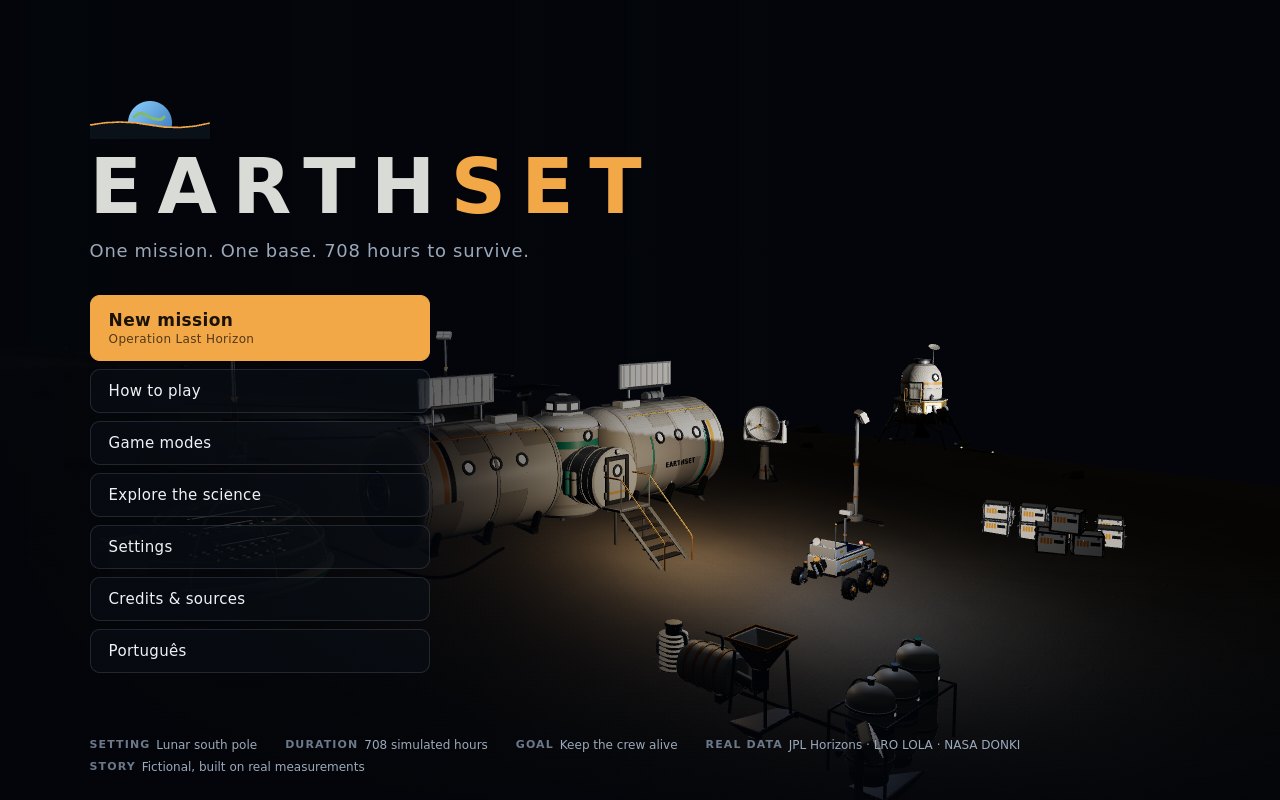 EARTHSET
One mission. One base. 708 hours to survive.
New mission
Operation Last Horizon
How to play
Game modes
Explore the science
Settings
Credits & sources
Português
EARTHSET
SETTING Lunar south pole DURATION 708 simulated hours GOAL Keep the crew alive REAL DATA JPL Horizons · LRO LOLA · NASA DONKI
STORY Fictional, built on real measurements